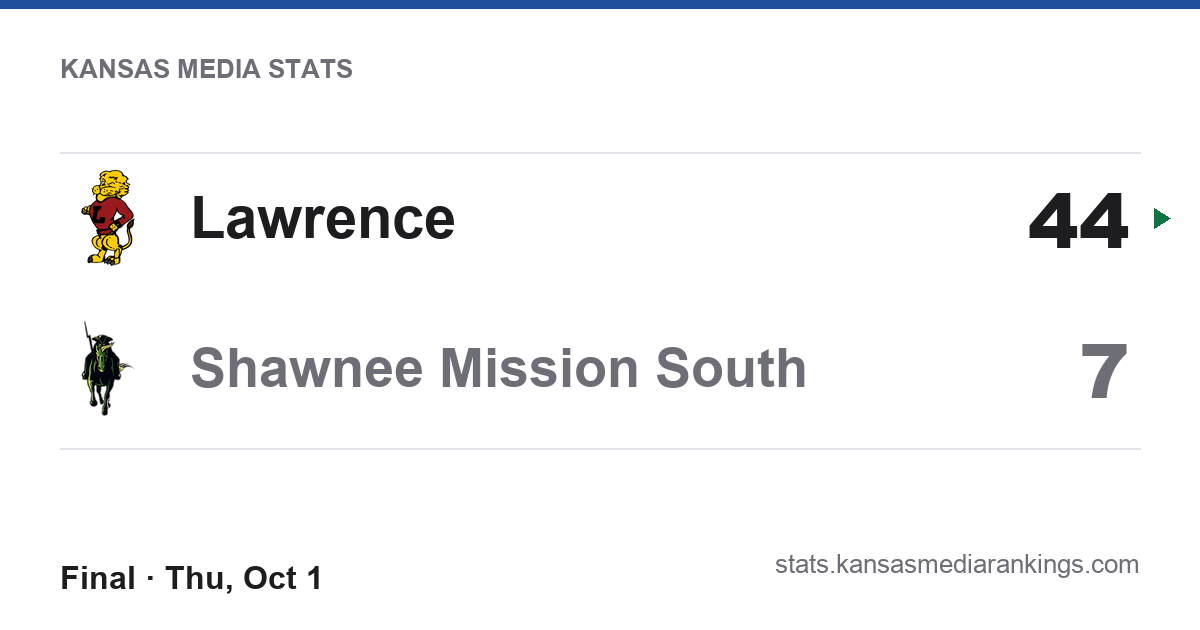 KANSAS MEDIA STATS
Lawrence 44
Shawnee Mission South 7
Final · Thu, Oct 1
stats.kansasmediarankings.com